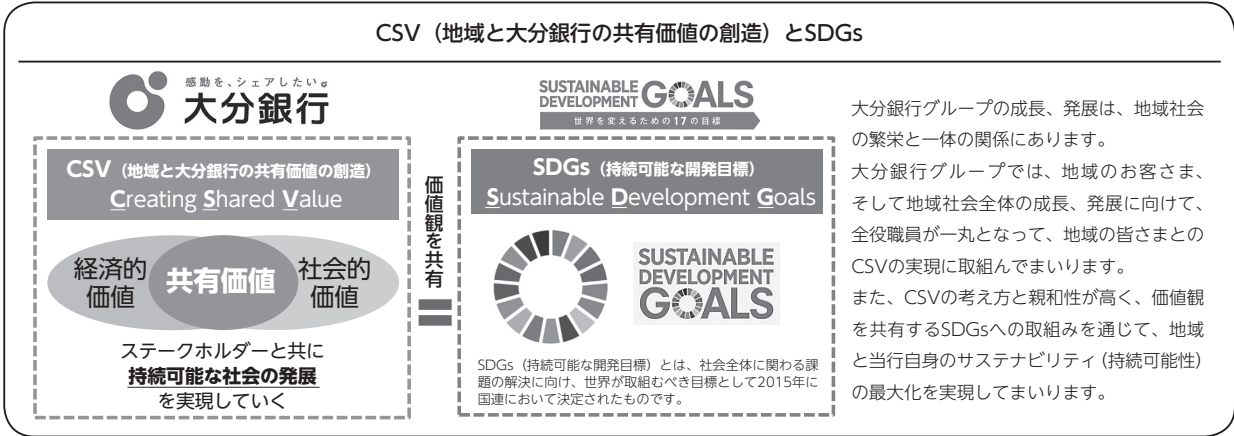 CSV（地域と大分銀行の共有価値の創造）とSDGs
感動を、シェアしたい。
大分銀行
CSV（地域と大分銀行の共有価値の創造）
Creating Shared Value
経済的
価値
共有価値
社会的
価値
ステークホルダーと共に
持続可能な社会の発展
を実現していく
価値観を共有
SUSTAINABLE
DEVELOPMENT GOALS
世界を変えるための17の目標
SDGs（持続可能な開発目標）
Sustainable Development Goals
SUSTAINABLE
DEVELOPMENT
GOALS
SDGs（持続可能な開発目標）とは、社会全体に関わる課
題の解決に向け、世界が取組むべき目標として2015年に
国連において決定されたものです。
大分銀行グループの成長、発展は、地域社会
の繁栄と一体の関係にあります。
大分銀行グループでは、地域のお客さま、
そして地域社会全体の成長、発展に向けて、
全役職員が一丸となって、地域の皆さまとの
CSVの実現に取組んでまいります。
また、CSVの考え方と親和性が高く、価値観
を共有するSDGsへの取組みを通じて、地域
と当行自身のサステナビリティ（持続可能性）
の最大化を実現してまいります。